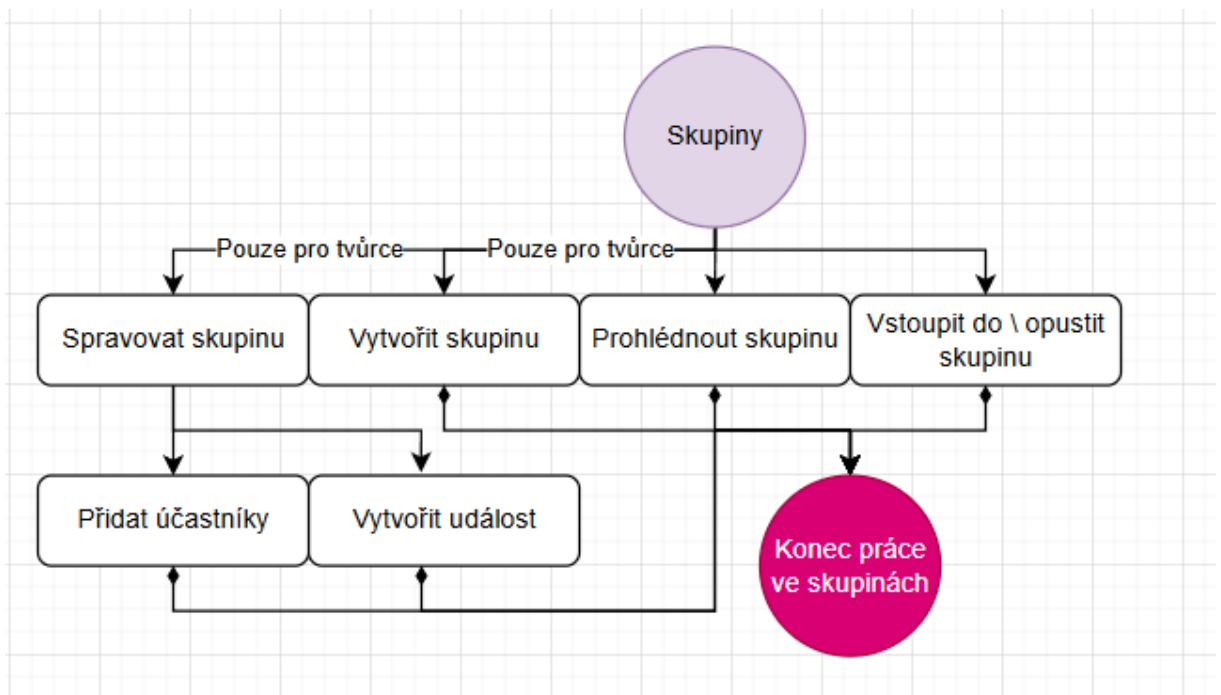 Skupiny
Pouze pro tvůrce
Pouze pro tvůrce
Spravovat skupinu
Vytvořit skupinu
Prohlédnout skupinu
Vstoupit do \ opustit
skupinu
Přidat účastníky
Vytvořit událost
Konec práce
ve skupinách